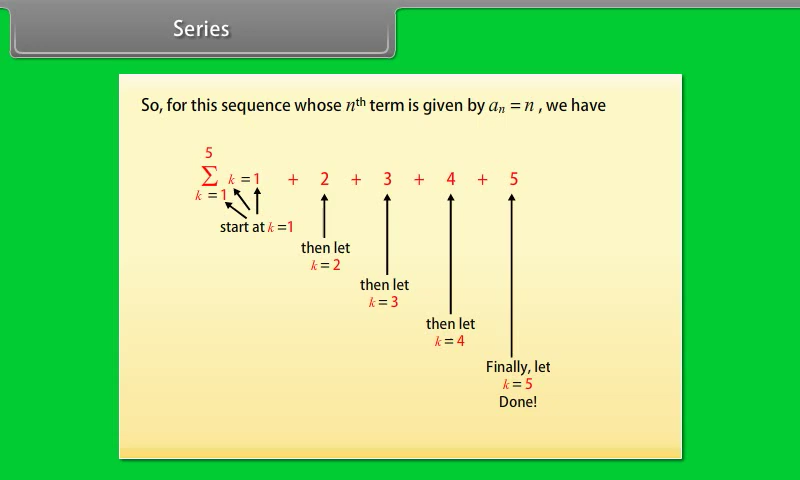 Series
So, for this sequence whose nth term is given by aₙ = n , we have
5
Σ k = 1 + 2 + 3 + 4 + 5
k = 1
start at k =1
then let
k = 2
then let
k = 3
then let
k = 4
Finally, let
k = 5
Done!